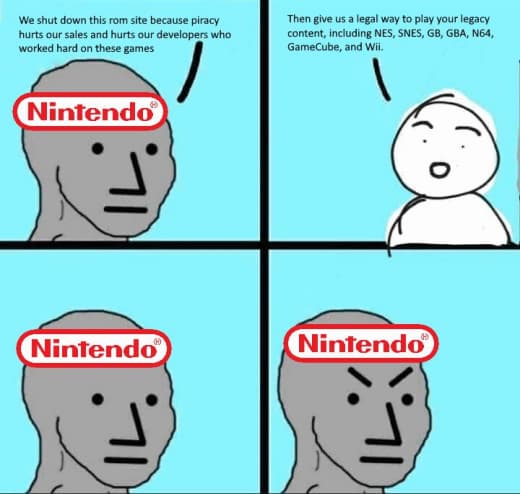 We shut down this rom site because piracy
hurts our sales and hurts our developers who
worked hard on these games
Nintendo®
Then give us a legal way to play your legacy
content, including NES, SNES, GB, GBA, N64,
GameCube, and Wii.
Nintendo®
Nintendo®